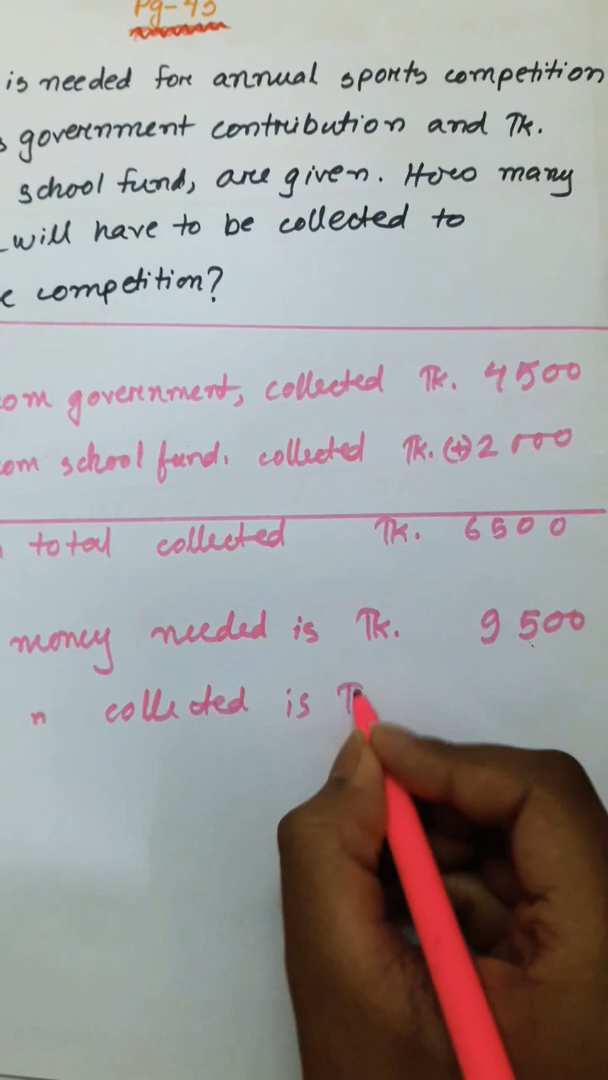 Pg-43
is needed for annual sports competition
government contribution and Tk.
school fund, are given. How many
will have to be collected to
competition?
government, collected Tk. 4500
school fund, collected Tk. (+) 2000
total collected Tk. 6500
money needed is Tk. 9500
" collected is T